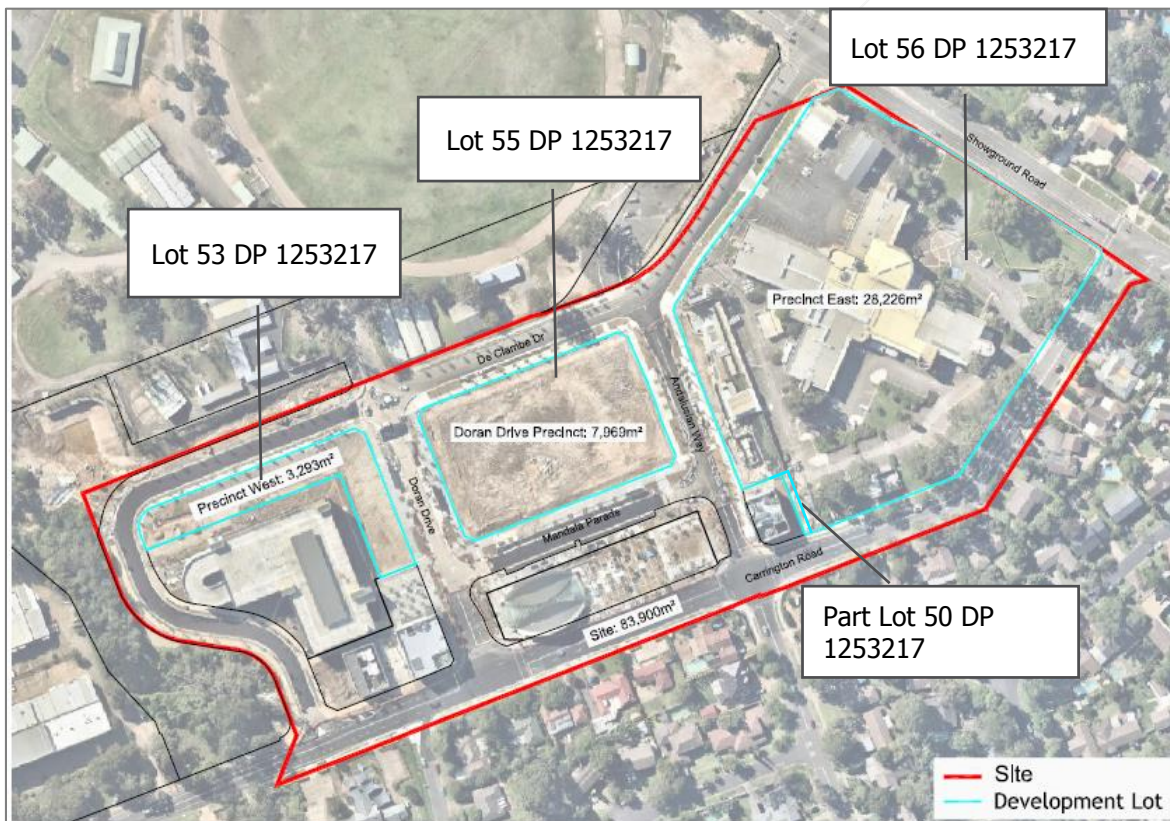 Lot 56 DP 1253217
Lot 55 DP 1253217
Showground Road
Lot 53 DP 1253217
Precinct East: 28,226m²
De Clambe Dr
Andalusian Way
Doran Drive Precinct: 7,969m²
Precinct West: 3,293m²
Doran Drive
Mandala Parade
Carrington Road
Site: 83,900m²
Part Lot 50 DP
1253217
Site
Development Lot